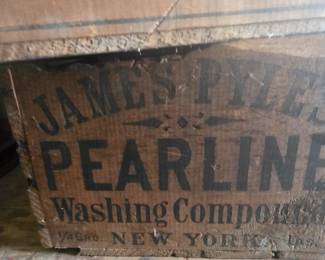 JAMES PYLE'S
PEARLINE
Washing Compound
NEW YORK.